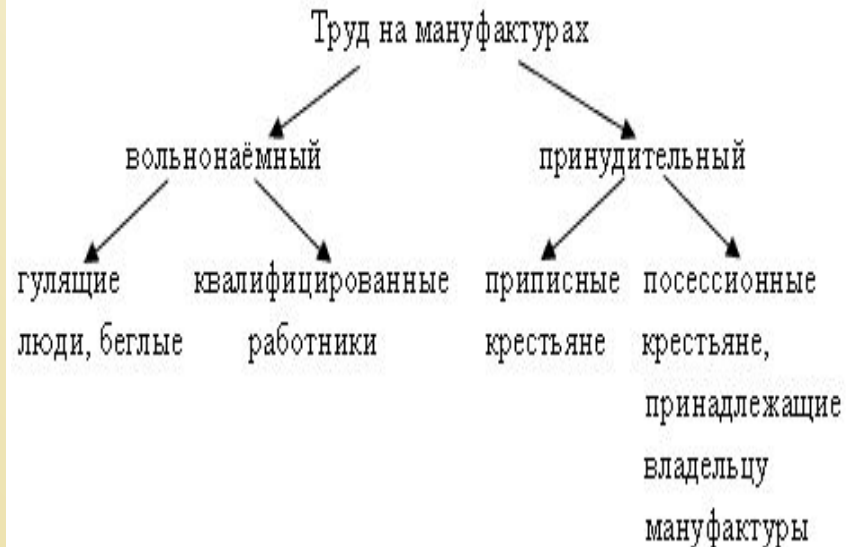 Труд на мануфактурах
вольнонаёмный
принудительный
гулящие
люди, беглые
квалифицированные
работники
приписные
крестьяне
посессионные
крестьяне,
принадлежащие
владельцу
мануфактуры